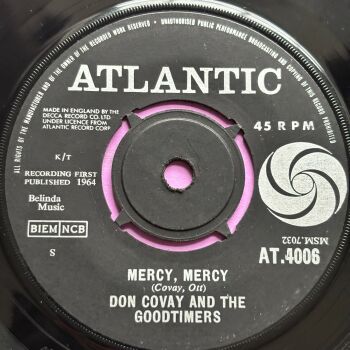 ALL RIGHTS OF THE MANUFACTURER AND OF THE OWNER OF THE RECORDED WORK RESERVED UNAUTHORISED PUBLIC PERFORMANCE BROADCASTING AND COPYING OF THIS RECORD PROHIBITED
ATLANTIC
MADE IN ENGLAND BY THE
DECCA RECORD CO. LTD
UNDER LICENCE FROM
ATLANTIC RECORD CORP
45 RPM
K/T
RECORDING FIRST
PUBLISHED 1964
Belinda
Music
BIEM NCB
S
MSM.7032
AT.4006
MERCY, MERCY
(Covay, Ott)
DON COVAY AND THE
GOODTIMERS